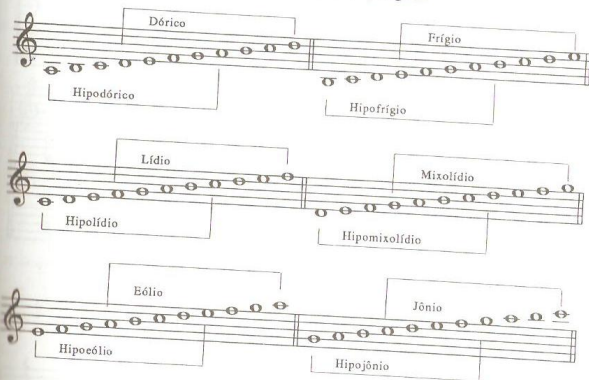 Dórico
Frígio
Hipodórico
Hipofrígio
Lídio
Mixolídio
Hipolídio
Hipomixolídio
Eólio
Jônio
Hipoeólio
Hipojônio